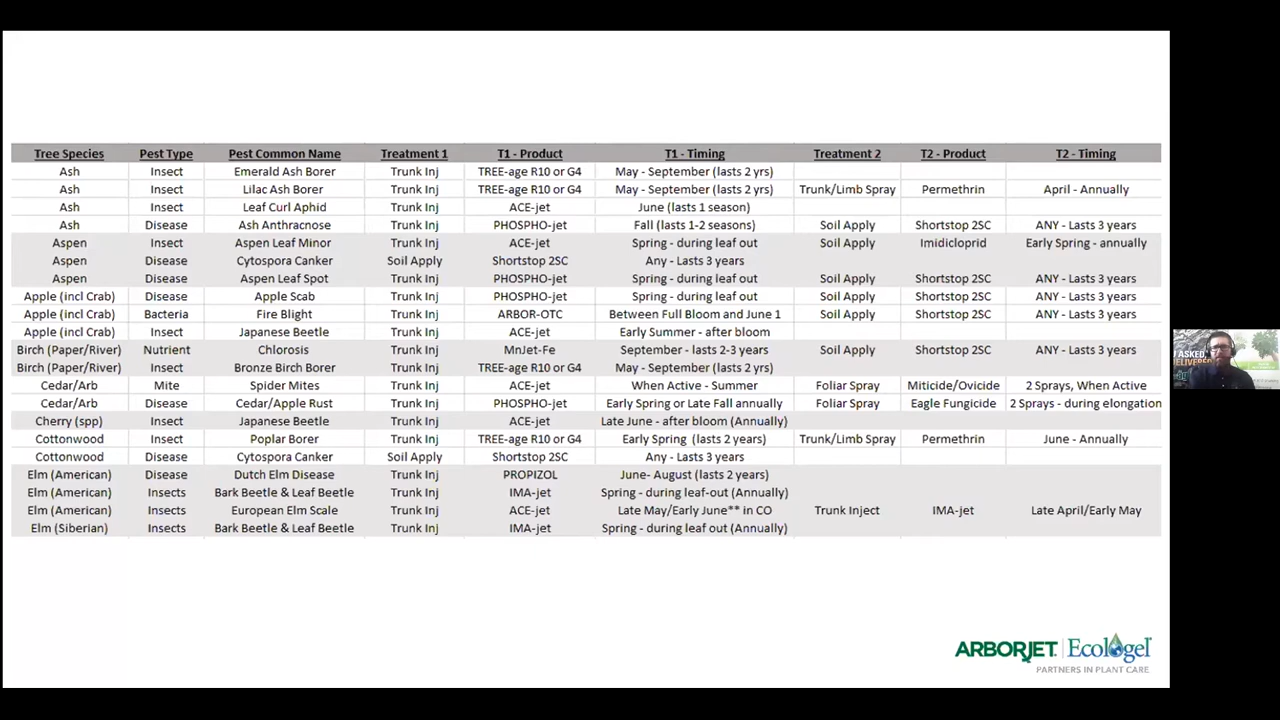 Tree Species Pest Type Pest Common Name Treatment 1 T1 - Product T1 - Timing Treatment 2 T2 - Product T2 - Timing
Ash Insect Emerald Ash Borer Trunk Inj TREE-age R10 or G4 May - September (lasts 2 yrs)
Ash Insect Lilac Ash Borer Trunk Inj TREE-age R10 or G4 May - September (lasts 2 yrs) Trunk/Limb Spray Permethrin April - Annually
Ash Insect Leaf Curl Aphid Trunk Inj ACE-jet June (lasts 1 season)
Ash Disease Ash Anthracnose Trunk Inj PHOSPHO-jet Fall (lasts 1-2 seasons) Soil Apply Shortstop 2SC ANY - Lasts 3 years
Aspen Insect Aspen Leaf Minor Trunk Inj ACE-jet Spring - during leaf out Soil Apply Imidicloprid Early Spring - annually
Aspen Disease Cytospora Canker Soil Apply Shortstop 2SC Any - Lasts 3 years
Aspen Disease Aspen Leaf Spot Trunk Inj PHOSPHO-jet Spring - during leaf out Soil Apply Shortstop 2SC ANY - Lasts 3 years
Apple (incl Crab) Disease Apple Scab Trunk Inj PHOSPHO-jet Spring - during leaf out Soil Apply Shortstop 2SC ANY - Lasts 3 years
Apple (incl Crab) Bacteria Fire Blight Trunk Inj ARBOR-OTC Between Full Bloom and June 1 Soil Apply Shortstop 2SC ANY - Lasts 3 years
Apple (incl Crab) Insect Japanese Beetle Trunk Inj ACE-jet Early Summer - after bloom
Birch (Paper/River) Nutrient Chlorosis Trunk Inj MnJet-Fe September - lasts 2-3 years Soil Apply Shortstop 2SC ANY - Lasts 3 years
Birch (Paper/River) Insect Bronze Birch Borer Trunk Inj TREE-age R10 or G4 May - September (lasts 2 yrs)
Cedar/Arb Mite Spider Mites Trunk Inj ACE-jet When Active - Summer Foliar Spray Miticide/Ovicide 2 Sprays, When Active
Cedar/Arb Disease Cedar/Apple Rust Trunk Inj PHOSPHO-jet Early Spring or Late Fall annually Foliar Spray Eagle Fungicide 2 Sprays - during elongation
Cherry (spp) Insect Japanese Beetle Trunk Inj ACE-jet Late June - after bloom (Annually)
Cottonwood Insect Poplar Borer Trunk Inj TREE-age R10 or G4 Early Spring (lasts 2 years) Trunk/Limb Spray Permethrin June - Annually
Cottonwood Disease Cytospora Canker Soil Apply Shortstop 2SC Any - Lasts 3 years
Elm (American) Disease Dutch Elm Disease Trunk Inj PROPIZOL June- August (lasts 2 years)
Elm (American) Insects Bark Beetle & Leaf Beetle Trunk Inj IMA-jet Spring - during leaf-out (Annually)
Elm (American) Insects European Elm Scale Trunk Inj ACE-jet Late May/Early June** in CO Trunk Inject IMA-jet Late April/Early May
Elm (Siberian) Insects Bark Beetle & Leaf Beetle Trunk Inj IMA-jet Spring - during leaf out (Annually)
ASKED,
ARBORJET Ecologel
PARTNERS IN PLANT CARE